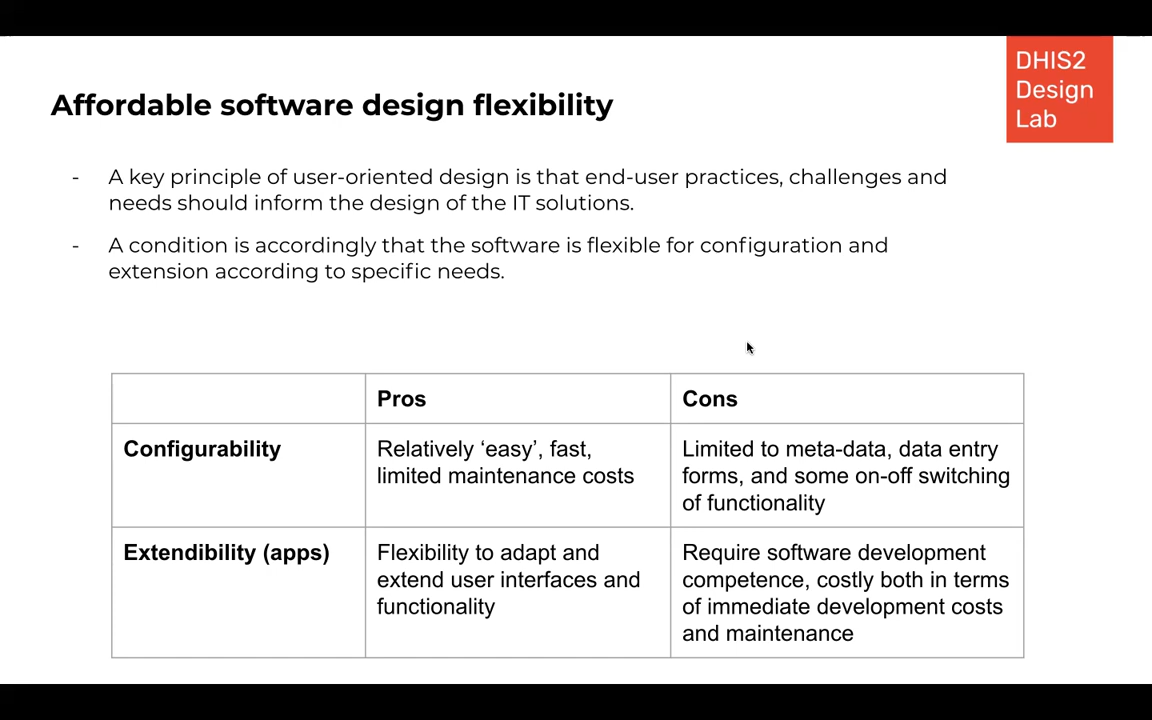 DHIS2
Design
Lab
Affordable software design flexibility
- A key principle of user-oriented design is that end-user practices, challenges and
needs should inform the design of the IT solutions.
- A condition is accordingly that the software is flexible for configuration and
extension according to specific needs.
Pros
Cons
Configurability
Relatively ‘easy’, fast,
limited maintenance costs
Limited to meta-data, data entry
forms, and some on-off switching
of functionality
Extendibility (apps)
Flexibility to adapt and
extend user interfaces and
functionality
Require software development
competence, costly both in terms
of immediate development costs
and maintenance